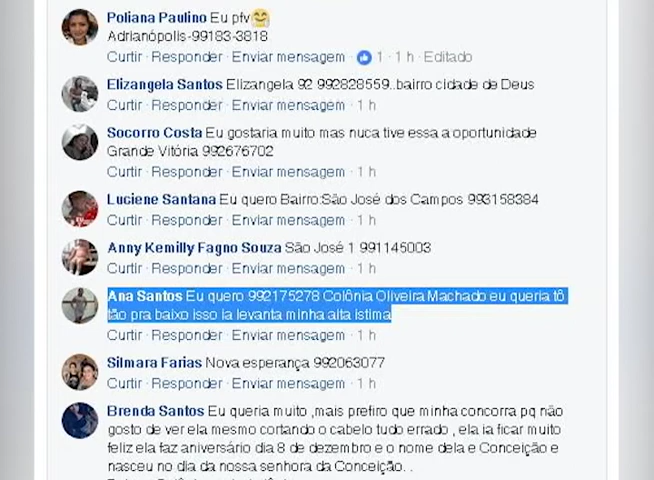 Poliana Paulino Eu pfv
Adrianópolis-99183-3818
Curtir · Responder · Enviar mensagem · 1 · 1 h · Editado
Elizangela Santos Elizangela 92 992828559..bairro cidade de Deus
Curtir · Responder · Enviar mensagem · 1 h
Socorro Costa Eu gostaria muito mas nuca tive essa oportunidade
Grande Vitória 992676702
Curtir · Responder · Enviar mensagem · 1 h
Luciene Santana Eu quero Bairro:São José dos Campos 993158384
Curtir · Responder · Enviar mensagem · 1 h
Anny Kemilly Fagno Souza São José 1 991145003
Curtir · Responder · Enviar mensagem · 1 h
Ana Santos Eu quero 992175278 Colônia Oliveira Machado eu queria tô
tão pra baixo isso ia levanta minha alta istima
Curtir · Responder · Enviar mensagem · 1 h
Silmara Farias Nova esperança 992063077
Curtir · Responder · Enviar mensagem · 1 h
Brenda Santos Eu queria muito ,mais prefiro que minha concorra pq não
gosto de ver ela mesmo cortando o cabelo tudo errado , ela ia ficar muito
feliz ela faz aniversário dia 8 de dezembro e o nome dela e Conceição e
nasceu no dia da nossa senhora da Conceição. .